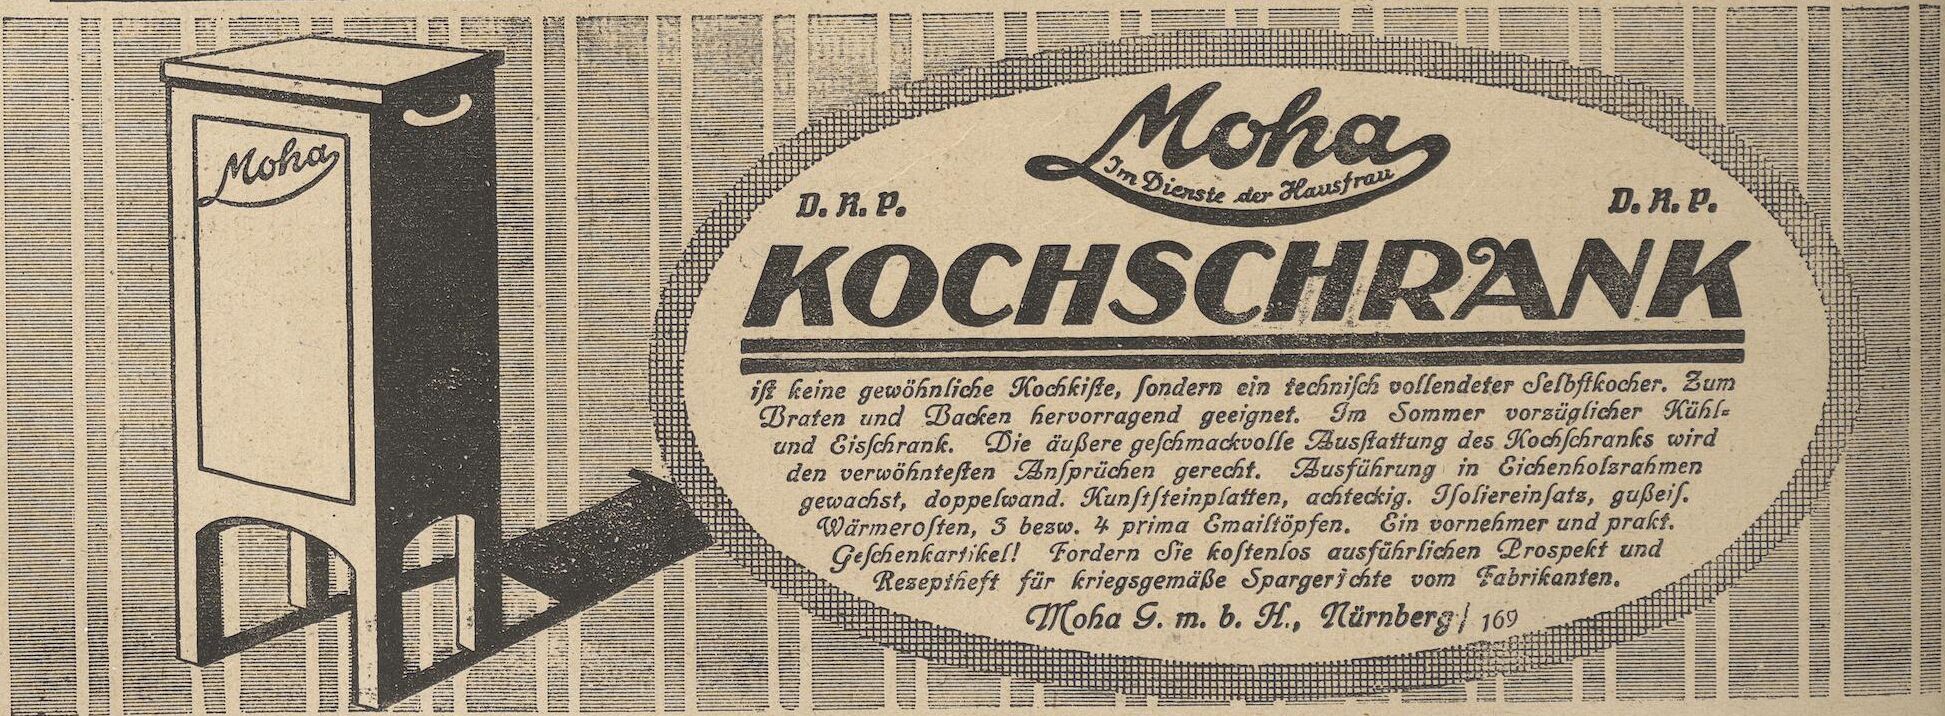 Moha
Moha
Im Dienste der Hausfrau
D. R. P.
D. R. P.
KOCHSCHRANK
ist keine gewöhnliche Kochkiste, sondern ein technisch vollendeter Selbstkocher. Zum
Braten und Backen hervorragend geeignet. Im Sommer vorzüglicher Kühl-
und Eisschrank. Die äußere geschmackvolle Ausstattung des Kochschranks wird
den verwöhntesten Ansprüchen gerecht. Ausführung in Eichenholzrahmen
gewachst, doppelwand. Kunststeinplatten, achteckig. Isoliereinsatz, gußeis.
Wärmerosten, 3 besw. 4 prima Emailtöpfen. Ein vornehmer und prakt.
Geschenkartikel! Fordern Sie kostenlos ausführlichen Prospekt und
Rezeptheft für kriegsgemäße Spargerichte vom Fabrikanten.
Moha G. m. b. H., Nürnberg/169